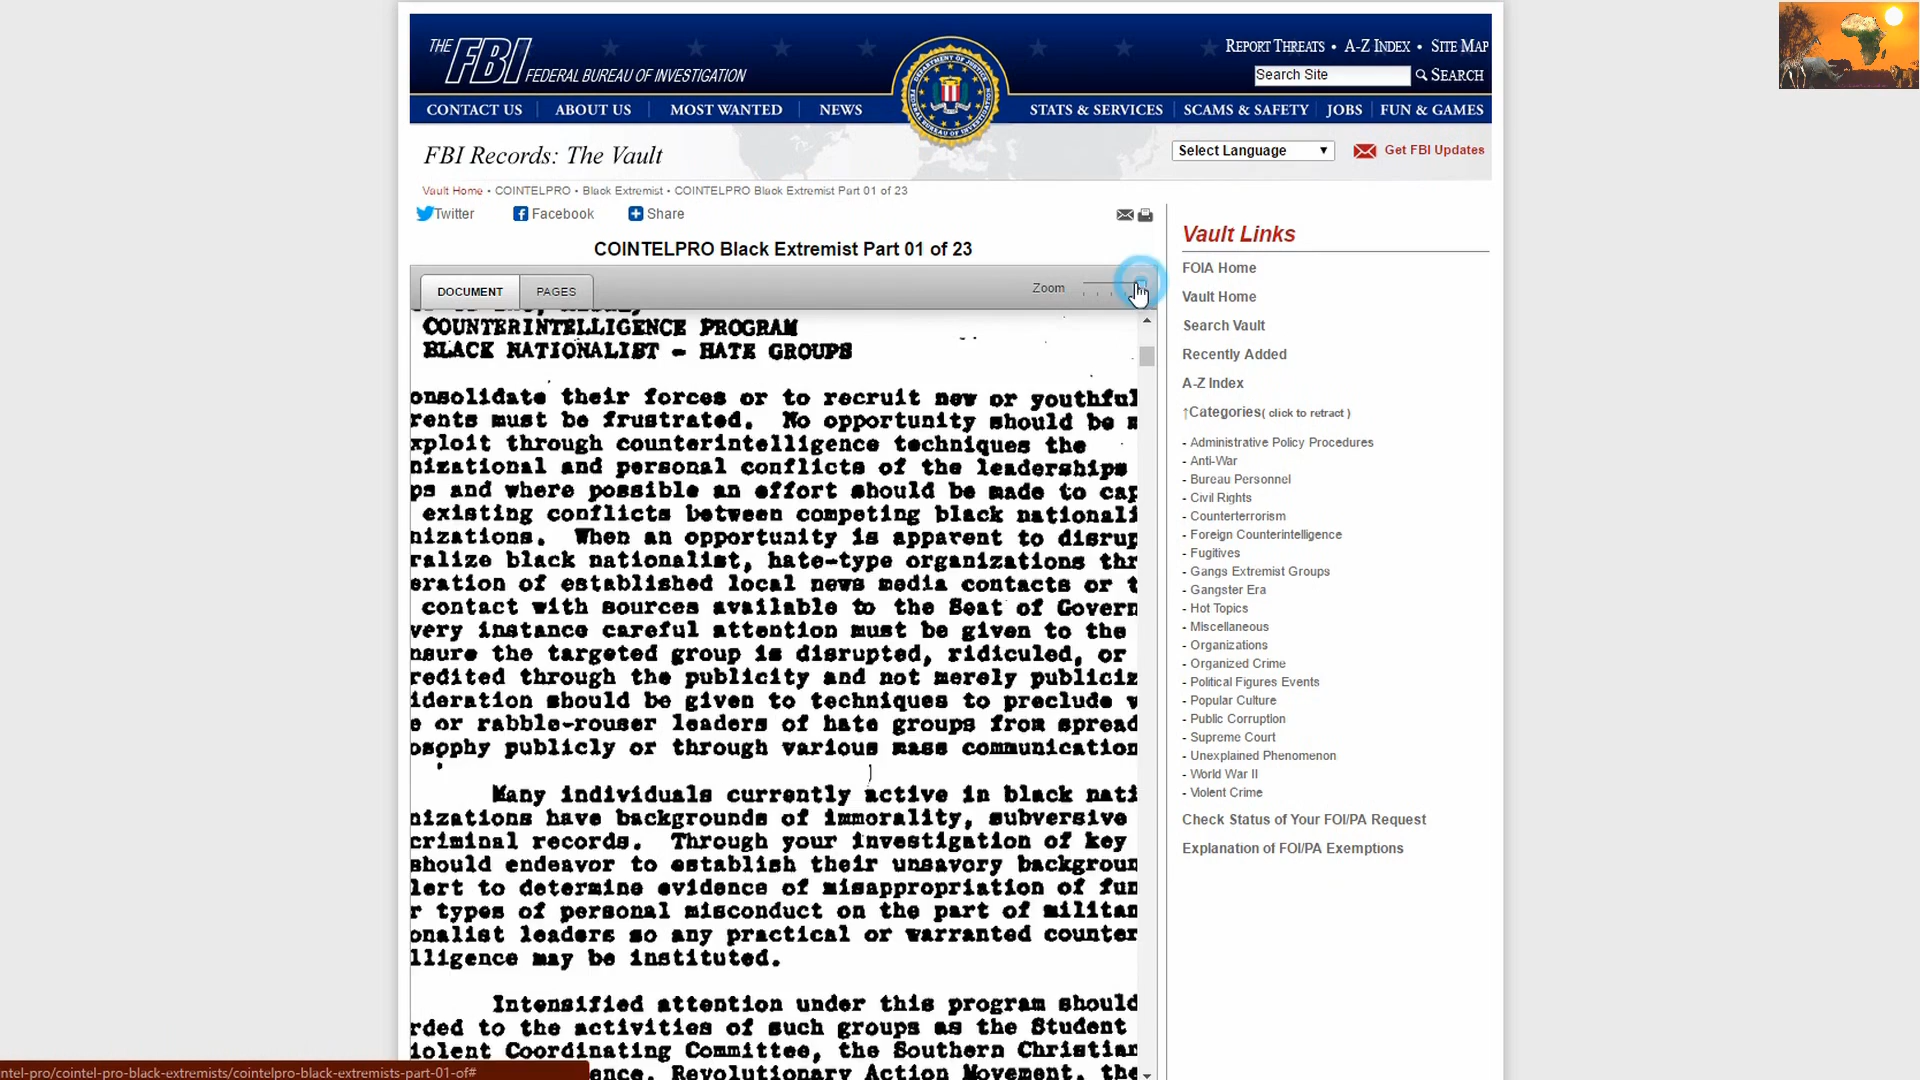 THE FBI FEDERAL BUREAU OF INVESTIGATION
REPORT THREATS • A-Z INDEX • SITE MAP
Search Site SEARCH
CONTACT US ABOUT US MOST WANTED NEWS STATS & SERVICES SCAMS & SAFETY JOBS FUN & GAMES
FBI Records: The Vault
Select Language Get FBI Updates
Vault Home • COINTELPRO • Black Extremist • COINTELPRO Black Extremist Part 01 of 23
Twitter Facebook Share
COINTELPRO Black Extremist Part 01 of 23
DOCUMENT PAGES Zoom
COUNTERINTELLIGENCE PROGRAM
BLACK NATIONALIST - HATE GROUPS
onsolidate their forces or to recruit new or youthful
rents must be frustrated. No opportunity should be m
xploit through counterintelligence techniques the
nizational and personal conflicts of the leaderships
ps and where possible an effort should be made to cap
existing conflicts between competing black nationali
nizations. When an opportunity is apparent to disrup
ralize black nationalist, hate-type organizations thr
eration of established local news media contacts or t
contact with sources available to the Seat of Govern
very instance careful attention must be given to the
nsure the targeted group is disrupted, ridiculed, or
redited through the publicity and not merely publiciz
ideration should be given to techniques to preclude v
e or rabble-rouser leaders of hate groups from spread
osophy publicly or through various mass communication
Many individuals currently active in black nati
nizations have backgrounds of immorality, subversive
criminal records. Through your investigation of key
should endeavor to establish their unsavory backgroun
lert to determine evidence of misappropriation of fun
r types of personal misconduct on the part of militan
onalist leaders so any practical or warranted counter
lligence may be instituted.
Intensified attention under this program should
rded to the activities of such groups as the Student
iolent Coordinating Committee, the Southern Christian
ence, Revolutionary Action Movement, the
Vault Links
FOIA Home
Vault Home
Search Vault
Recently Added
A-Z Index
↑Categories( click to retract )
- Administrative Policy Procedures
- Anti-War
- Bureau Personnel
- Civil Rights
- Counterterrorism
- Foreign Counterintelligence
- Fugitives
- Gangs Extremist Groups
- Gangster Era
- Hot Topics
- Miscellaneous
- Organizations
- Organized Crime
- Political Figures Events
- Popular Culture
- Public Corruption
- Supreme Court
- Unexplained Phenomenon
- World War II
- Violent Crime
Check Status of Your FOI/PA Request
Explanation of FOI/PA Exemptions
ntel-pro/cointel-pro-black-extremists/cointelpro-black-extremists-part-01-of#